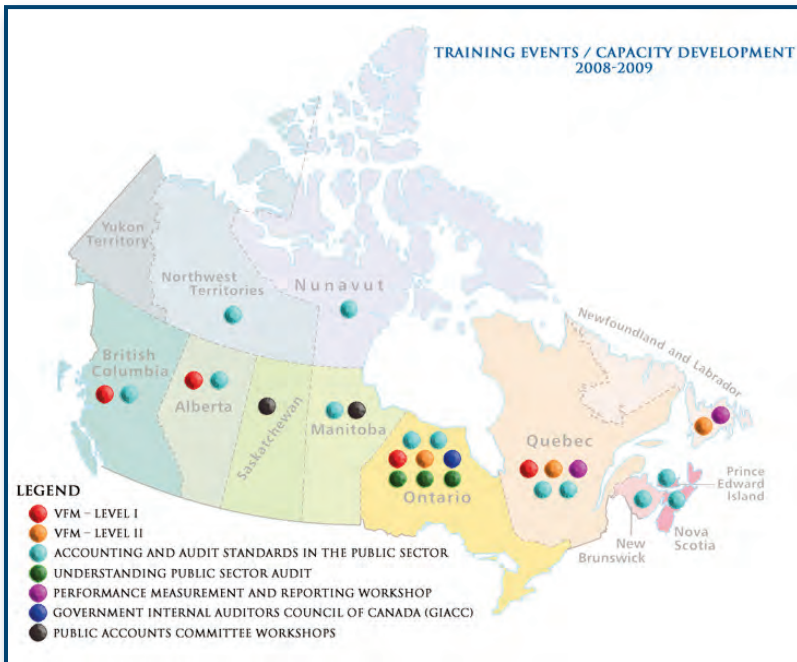 TRAINING EVENTS / CAPACITY DEVELOPMENT
2008-2009
Yukon
Territory
Northwest
Territories
Nunavut
British
Columbia
Alberta
Saskatchewan
Manitoba
Ontario
Québec
Newfoundland and Labrador
Prince
Edward
Island
Nova
Scotia
New
Brunswick
LEGEND
VFM – LEVEL I
VFM – LEVEL II
ACCOUNTING AND AUDIT STANDARDS IN THE PUBLIC SECTOR
UNDERSTANDING PUBLIC SECTOR AUDIT
PERFORMANCE MEASUREMENT AND REPORTING WORKSHOP
GOVERNMENT INTERNAL AUDITORS COUNCIL OF CANADA (GIACC)
PUBLIC ACCOUNTS COMMITTEE WORKSHOPS